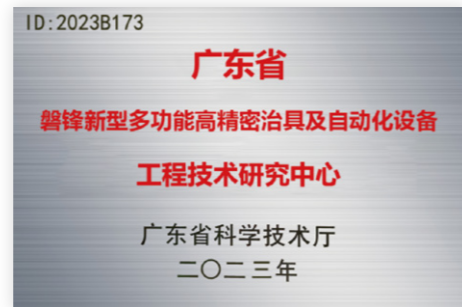 ID:2023B173
广东省
磐锋新型多功能高精密治具及自动化设备
工程技术研究中心
广东省科学技术厅
二〇二三年